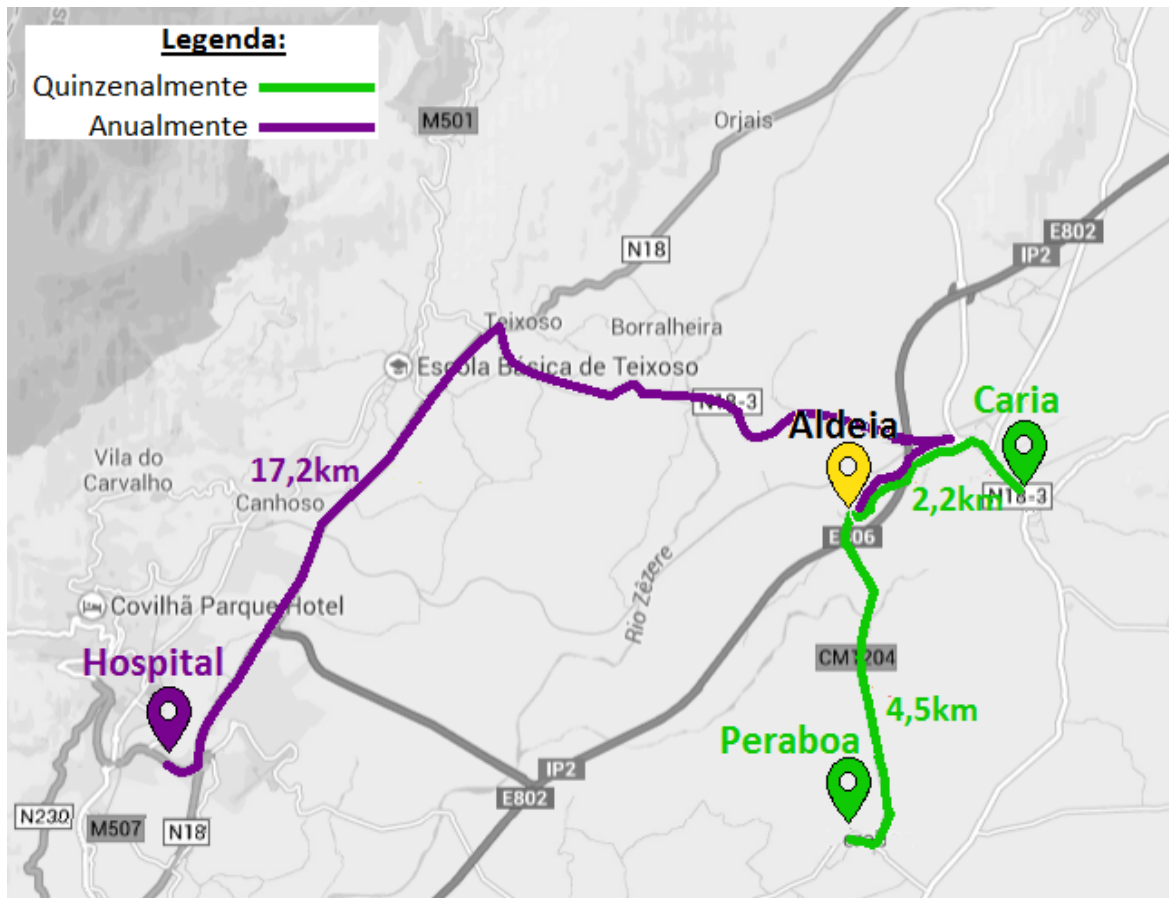 Legenda:
Quinzenalmente
Anualmente
M501
Orjais
E802
IP2
N18
Teixoso
Borralheira
Escola Básica de Teixoso
N18-3
Caria
Aldeia
17,2km
Vila do
Carvalho
Canhoso
2,2km
N18-3
E806
Rio Zêzere
Covilhã Parque Hotel
Hospital
CM1204
4,5km
Peraboa
IP2
E802
N230
M507
N18